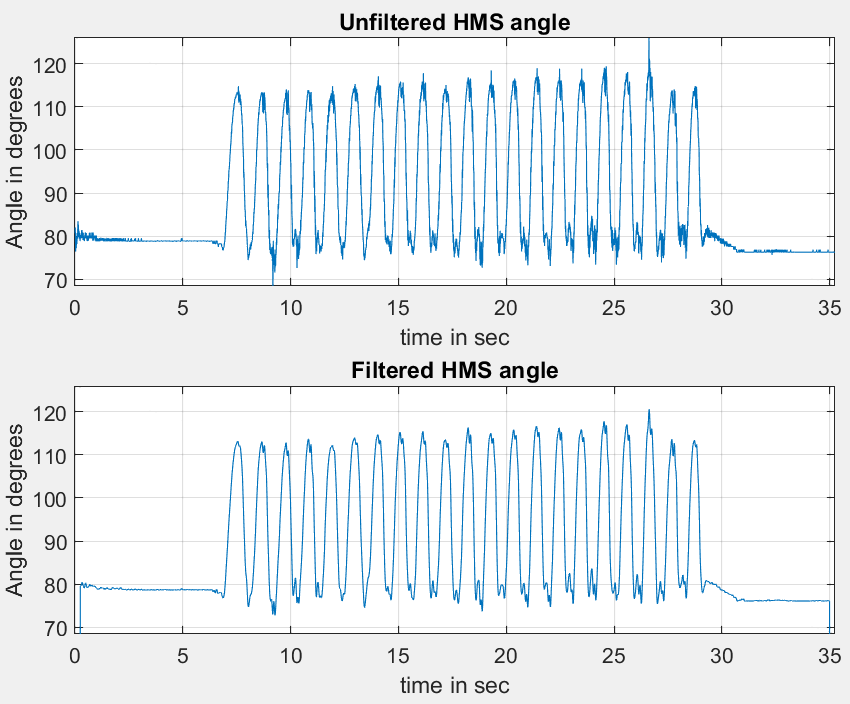 Unfiltered HMS angle
120
110
100
90
80
70
Angle in degrees
0 5 10 15 20 25 30 35
time in sec
Filtered HMS angle
120
110
100
90
80
70
Angle in degrees
0 5 10 15 20 25 30 35
time in sec